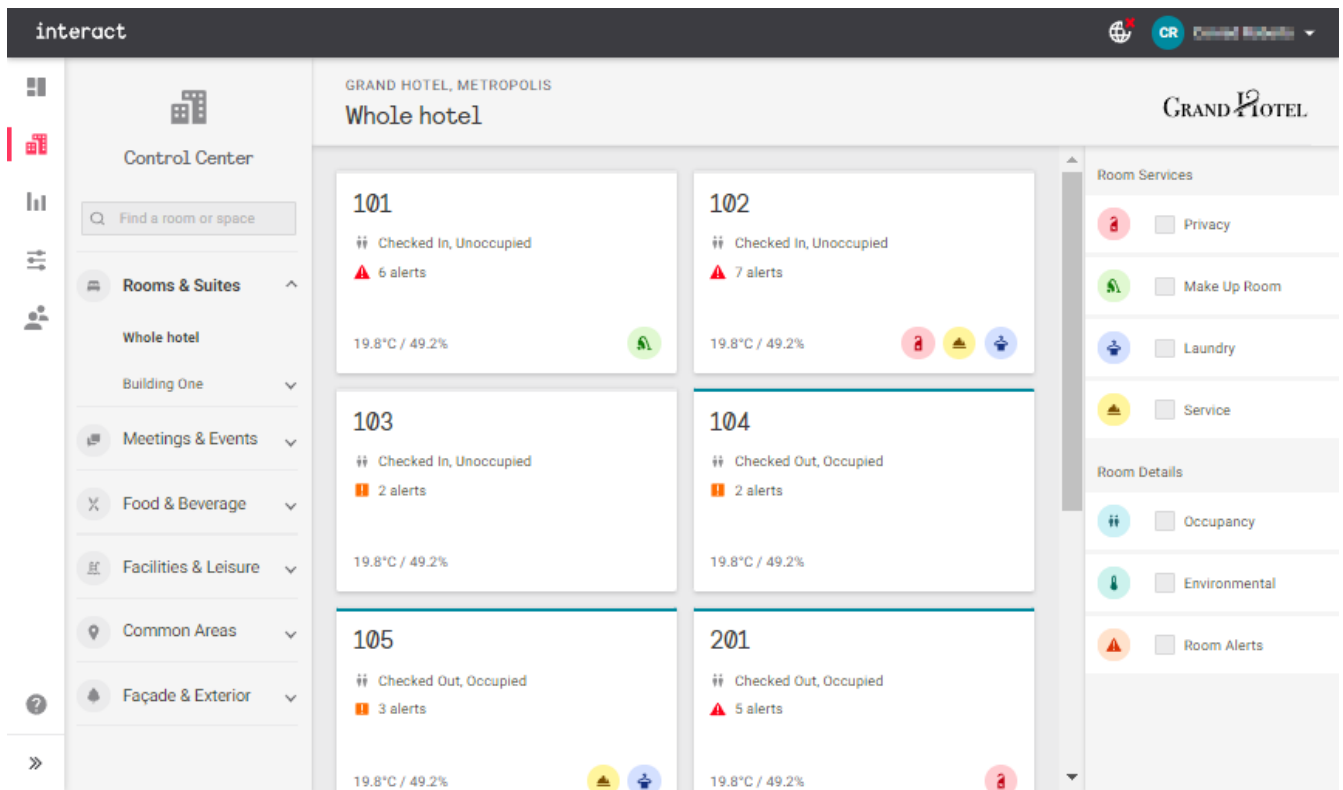 interact
CR
Control Center
Find a room or space
Rooms & Suites
Whole hotel
Building One
Meetings & Events
Food & Beverage
Facilities & Leisure
Common Areas
Façade & Exterior
GRAND HOTEL, METROPOLIS
Whole hotel
GRAND HOTEL
101
Checked In, Unoccupied
6 alerts
19.8°C / 49.2%
102
Checked In, Unoccupied
7 alerts
19.8°C / 49.2%
103
Checked In, Unoccupied
2 alerts
19.8°C / 49.2%
104
Checked Out, Occupied
2 alerts
19.8°C / 49.2%
105
Checked Out, Occupied
3 alerts
19.8°C / 49.2%
201
Checked Out, Occupied
5 alerts
19.8°C / 49.2%
Room Services
Privacy
Make Up Room
Laundry
Service
Room Details
Occupancy
Environmental
Room Alerts